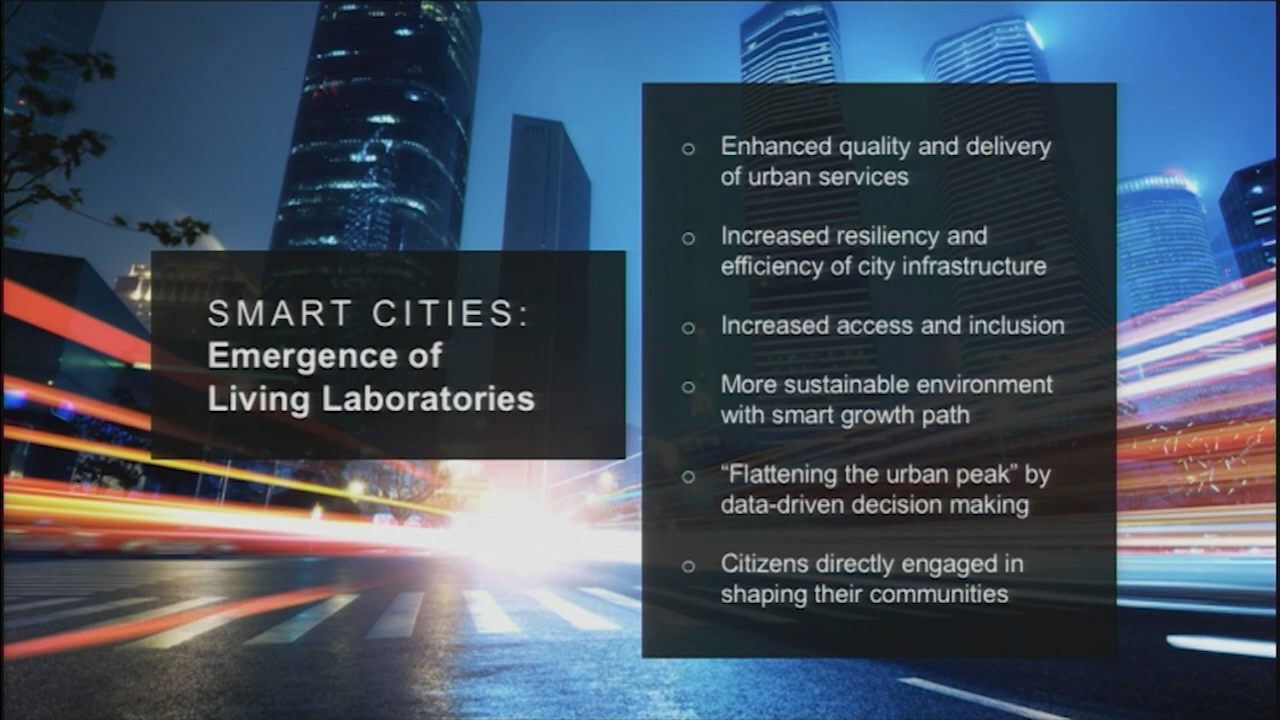 SMART CITIES:
Emergence of
Living Laboratories
○ Enhanced quality and delivery
of urban services
○ Increased resiliency and
efficiency of city infrastructure
○ Increased access and inclusion
○ More sustainable environment
with smart growth path
○ “Flattening the urban peak” by
data-driven decision making
○ Citizens directly engaged in
shaping their communities